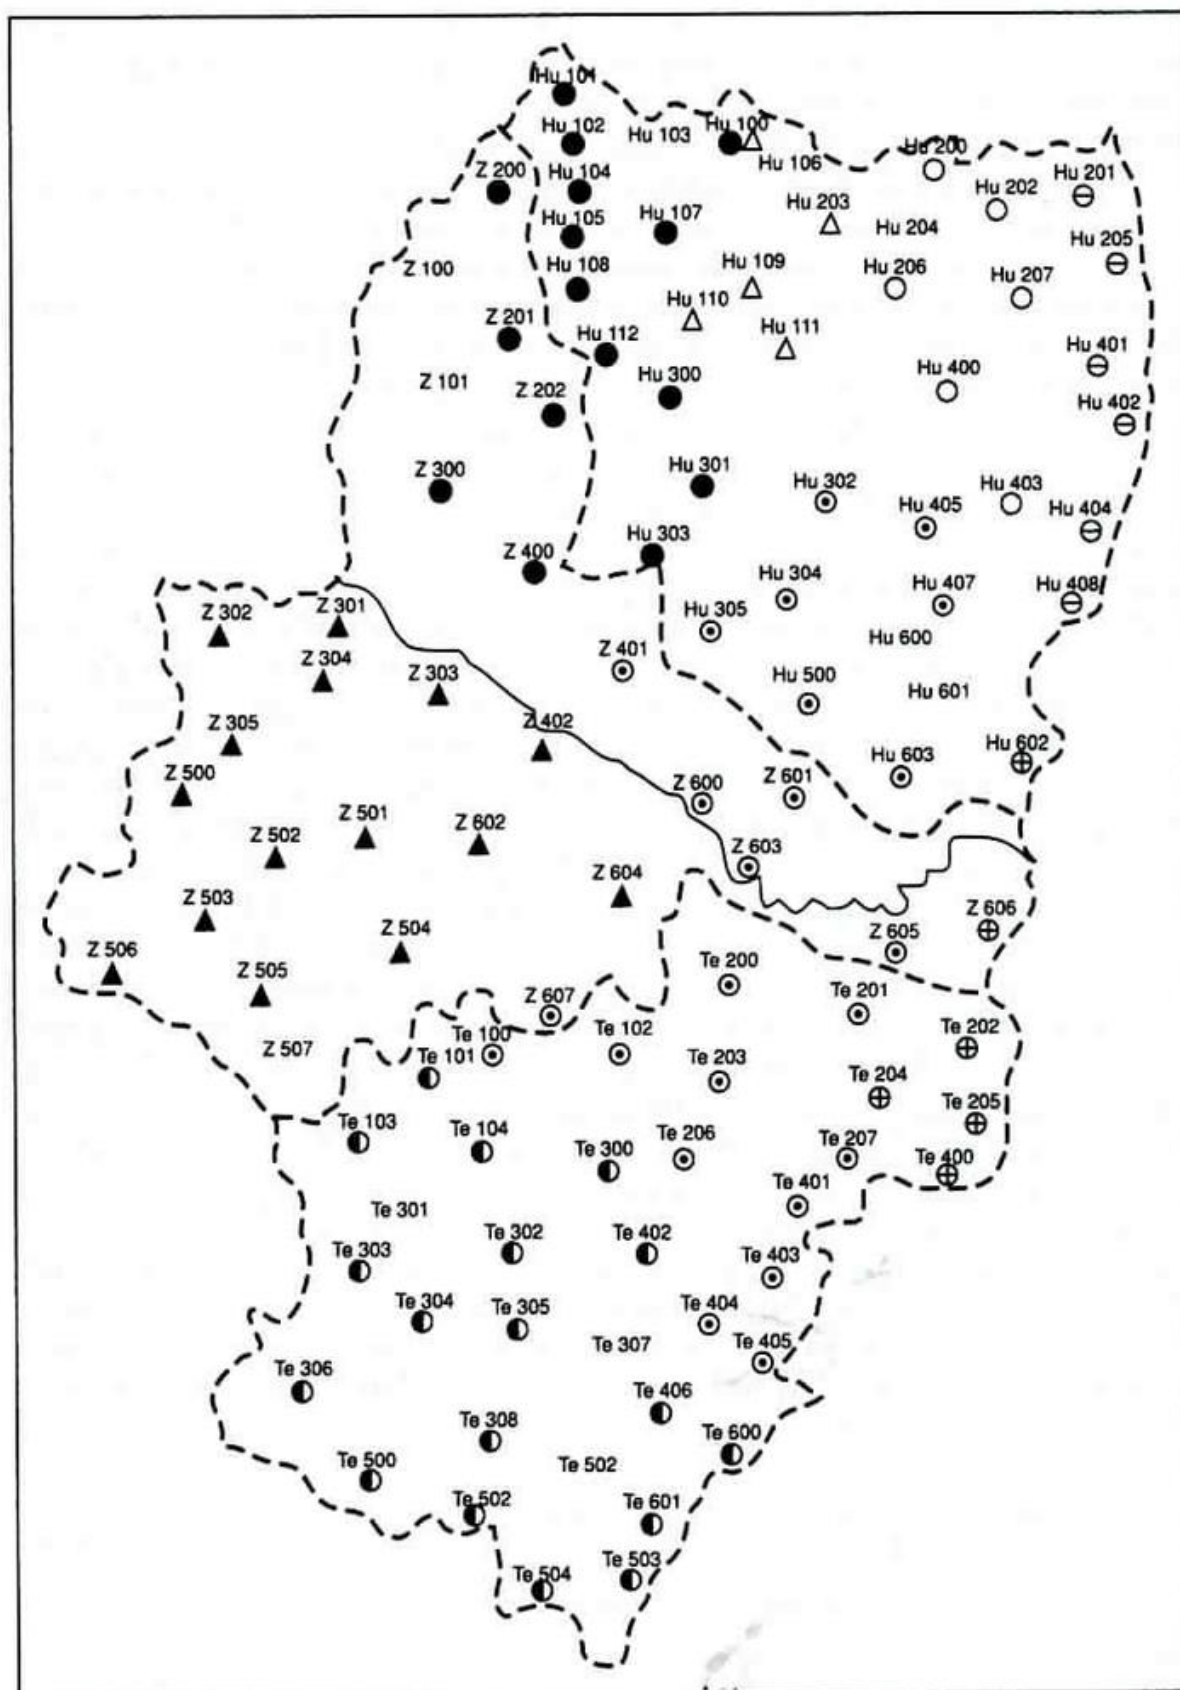 Hu 101
Hu 102
Hu 103
Hu 100
Hu 106
Hu 200
Z 200
Hu 104
Hu 202
Hu 201
Hu 105
Hu 107
Hu 203
Hu 204
Hu 205
Z 100
Hu 108
Hu 109
Hu 206
Hu 207
Hu 110
Z 201
Hu 112
Hu 111
Z 101
Z 202
Hu 300
Hu 400
Hu 401
Hu 402
Z 300
Hu 301
Hu 302
Hu 405
Hu 403
Hu 404
Z 400
Hu 303
Hu 304
Hu 407
Hu 408
Z 302
Z 301
Hu 305
Hu 600
Z 304
Z 303
Z 401
Hu 500
Hu 601
Z 305
Z 402
Hu 602
Z 500
Z 600
Z 601
Hu 603
Z 502
Z 501
Z 602
Z 603
Z 503
Z 604
Z 606
Z 506
Z 505
Z 504
Z 605
Te 200
Te 201
Z 607
Z 507
Te 100
Te 102
Te 202
Te 101
Te 203
Te 204
Te 205
Te 103
Te 104
Te 300
Te 206
Te 207
Te 400
Te 301
Te 401
Te 303
Te 302
Te 402
Te 403
Te 304
Te 305
Te 404
Te 307
Te 405
Te 306
Te 406
Te 308
Te 600
Te 500
Te 502
Te 502
Te 601
Te 504
Te 503